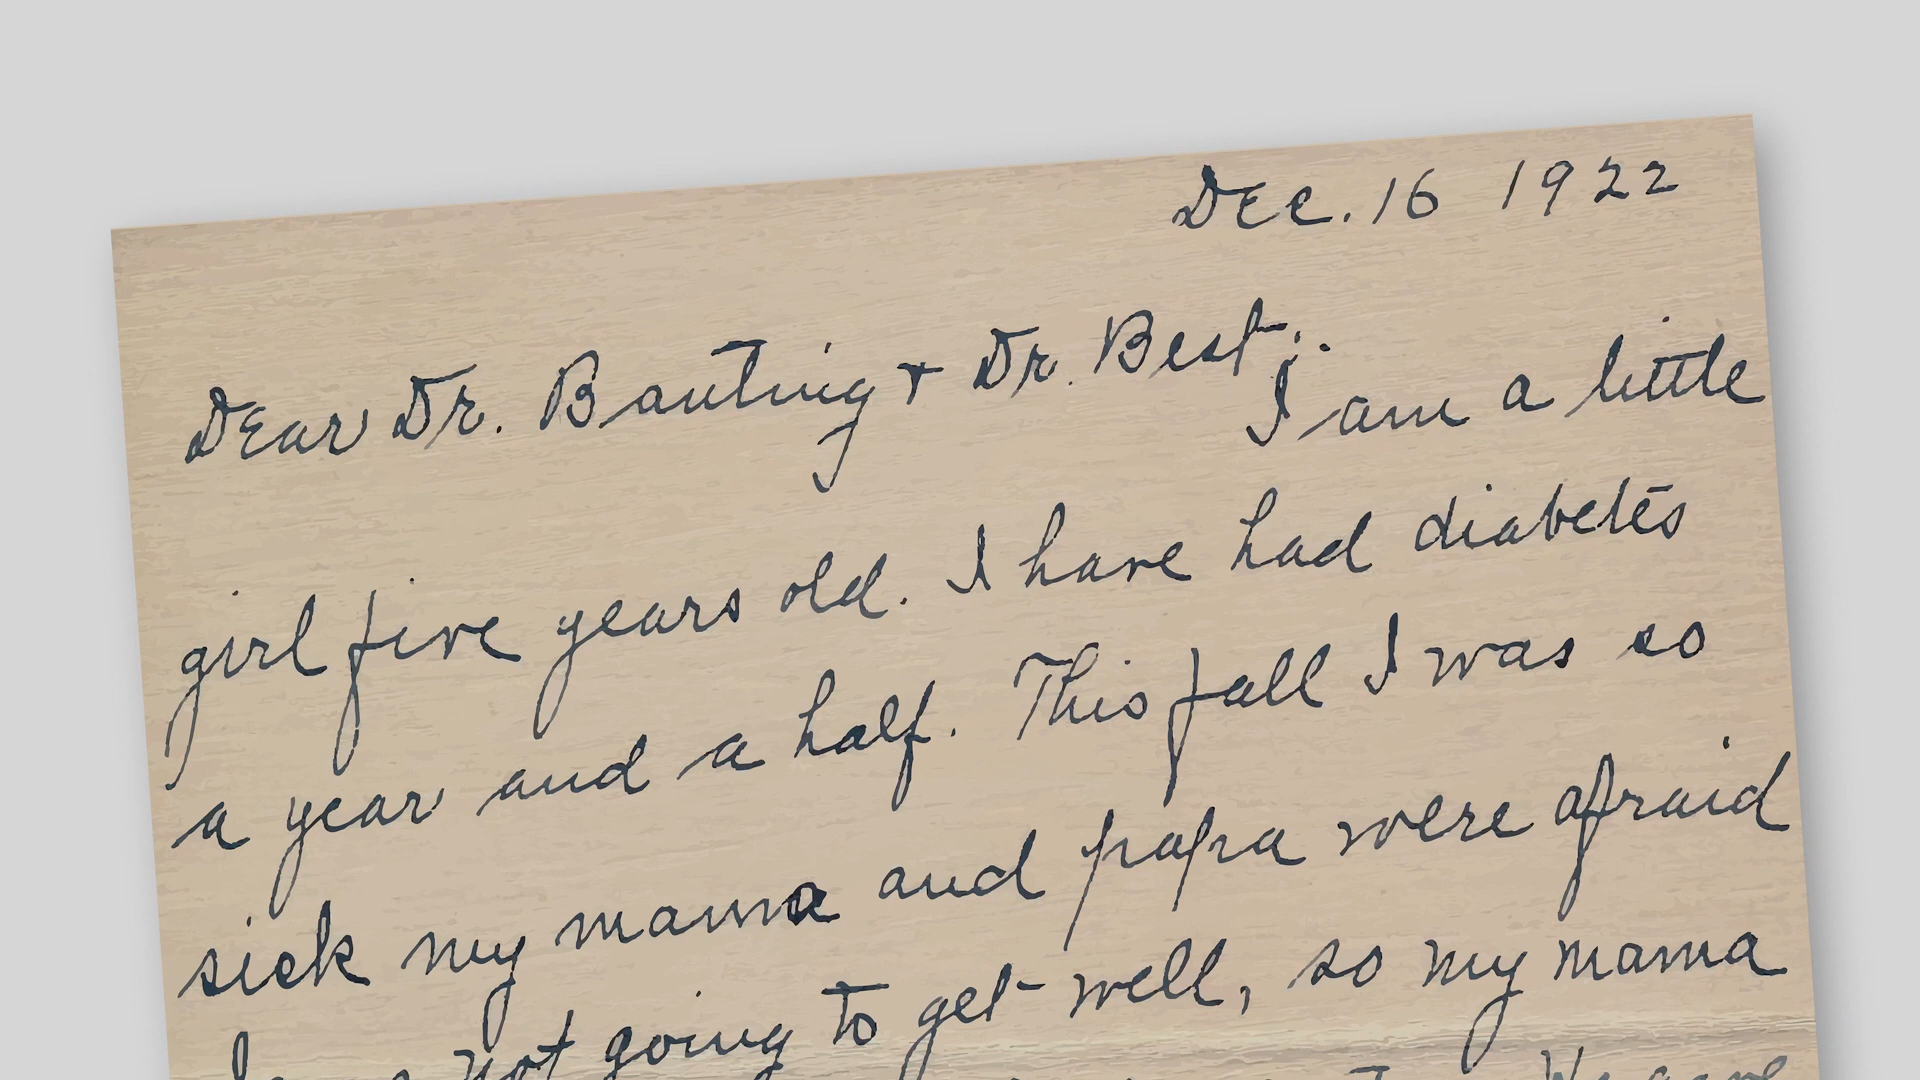 Dec. 16 1922
Dear Dr. Banting + Dr. Best:
I am a little
girl five years old. I have had diabetes
a year and a half. This fall I was so
sick my mama and papa were afraid
I was not going to get well, so my mama